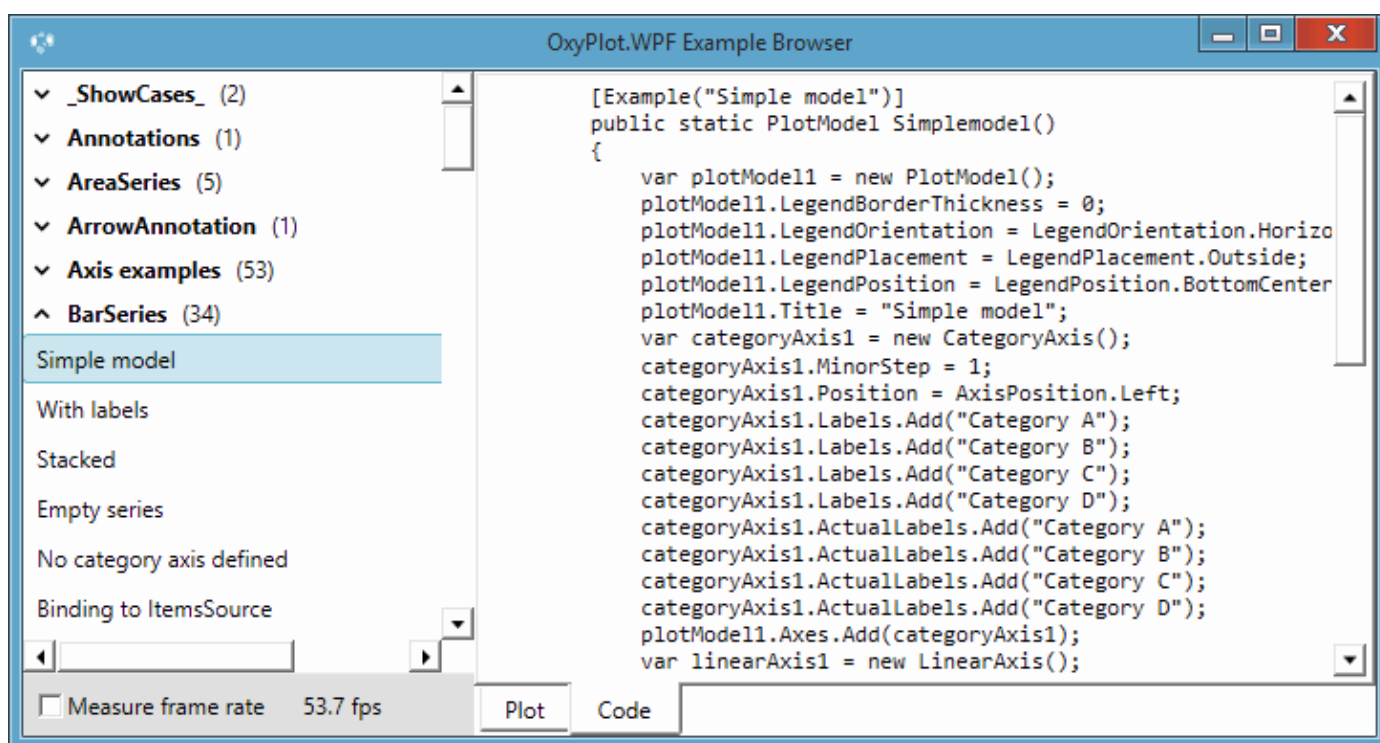 OxyPlot.WPF Example Browser
_ShowCases_ (2)
Annotations (1)
AreaSeries (5)
ArrowAnnotation (1)
Axis examples (53)
BarSeries (34)
Simple model
With labels
Stacked
Empty series
No category axis defined
Binding to ItemsSource
Measure frame rate 53.7 fps
[Example("Simple model")]
public static PlotModel Simplemodel()
{
var plotModel1 = new PlotModel();
plotModel1.LegendBorderThickness = 0;
plotModel1.LegendOrientation = LegendOrientation.Horizo
plotModel1.LegendPlacement = LegendPlacement.Outside;
plotModel1.LegendPosition = LegendPosition.BottomCenter
plotModel1.Title = "Simple model";
var categoryAxis1 = new CategoryAxis();
categoryAxis1.MinorStep = 1;
categoryAxis1.Position = AxisPosition.Left;
categoryAxis1.Labels.Add("Category A");
categoryAxis1.Labels.Add("Category B");
categoryAxis1.Labels.Add("Category C");
categoryAxis1.Labels.Add("Category D");
categoryAxis1.ActualLabels.Add("Category A");
categoryAxis1.ActualLabels.Add("Category B");
categoryAxis1.ActualLabels.Add("Category C");
categoryAxis1.ActualLabels.Add("Category D");
plotModel1.Axes.Add(categoryAxis1);
var linearAxis1 = new LinearAxis();
Plot Code